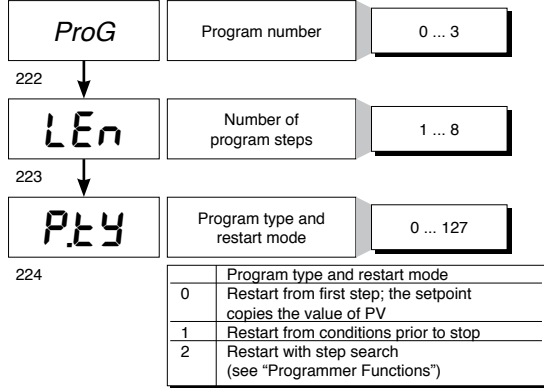 ProG
Program number
0 ... 3
222
LEn
Number of
program steps
1 ... 8
223
P.tY
Program type and
restart mode
0 ... 127
224
Program type and restart mode
0 Restart from first step; the setpoint
copies the value of PV
1 Restart from conditions prior to stop
2 Restart with step search
(see “Programmer Functions”)